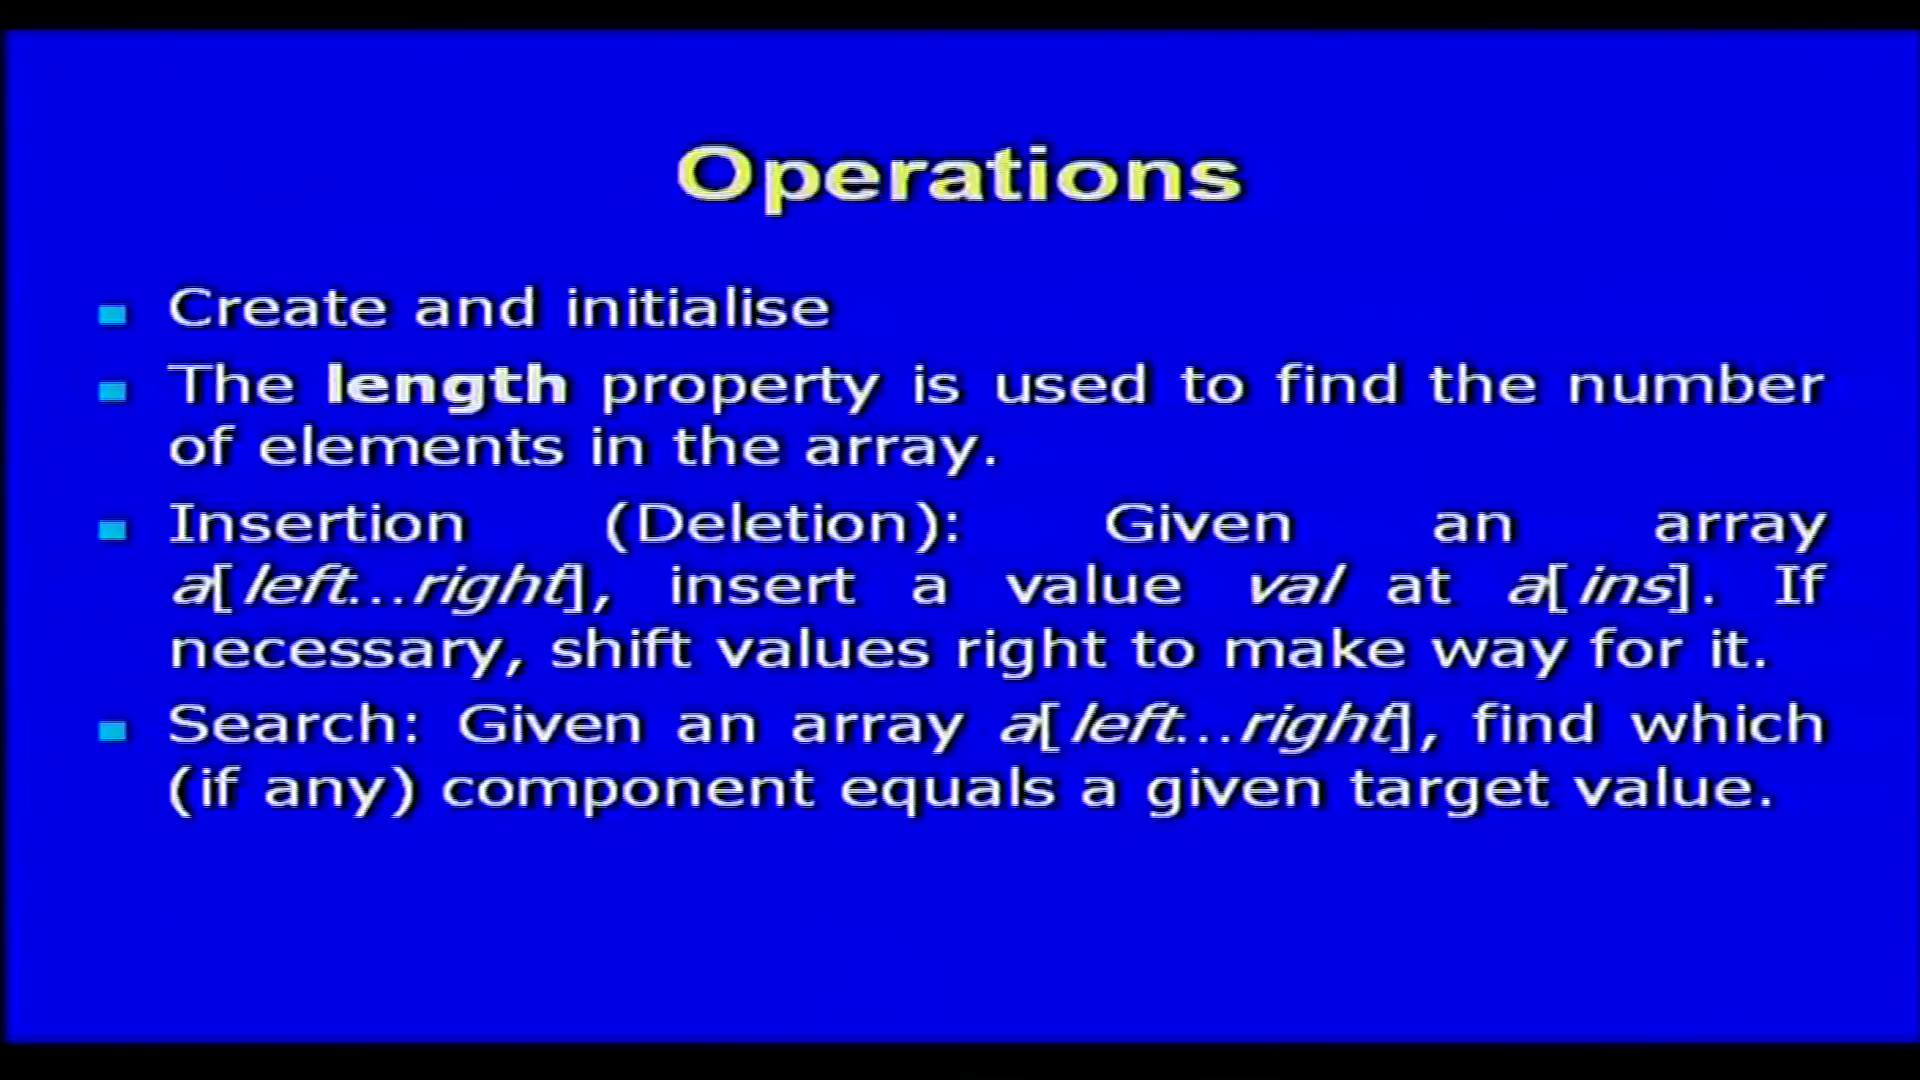 Operations
Create and initialise
The length property is used to find the number
of elements in the array.
Insertion (Deletion): Given an array
a[left…right], insert a value val at a[ins]. If
necessary, shift values right to make way for it.
Search: Given an array a[left…right], find which
(if any) component equals a given target value.